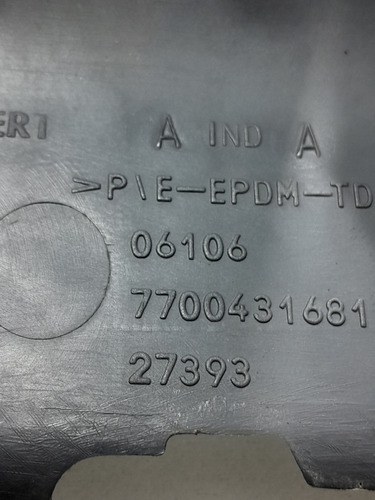 ERT A IND A
>P\E-EPDM-TD
06106
7700431681
27393